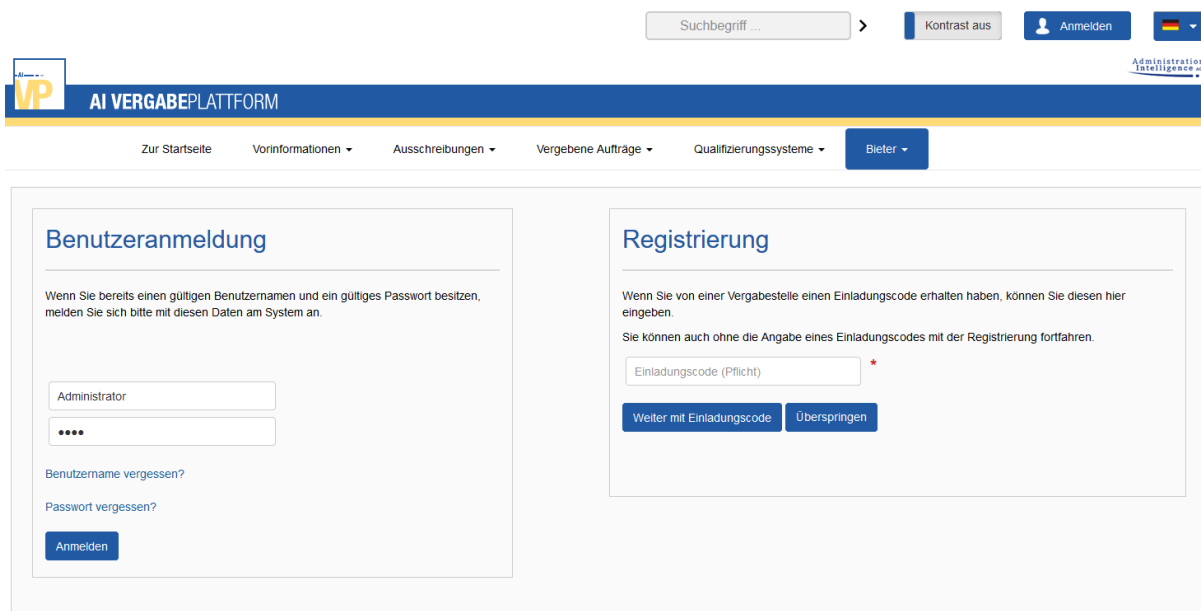 Suchbegriff ...
Kontrast aus
Anmelden
Administration
Intelligence AG
VP
AI VERGABEPLATTFORM
Zur Startseite
Vorinformationen
Ausschreibungen
Vergebene Aufträge
Qualifizierungssysteme
Bieter
Benutzeranmeldung
Wenn Sie bereits einen gültigen Benutzernamen und ein gültiges Passwort besitzen,
melden Sie sich bitte mit diesen Daten am System an.
Administrator
••••
Benutzername vergessen?
Passwort vergessen?
Anmelden
Registrierung
Wenn Sie von einer Vergabestelle einen Einladungscode erhalten haben, können Sie diesen hier
eingeben.
Sie können auch ohne die Angabe eines Einladungscodes mit der Registrierung fortfahren.
Einladungscode (Pflicht) *
Weiter mit Einladungscode
Überspringen